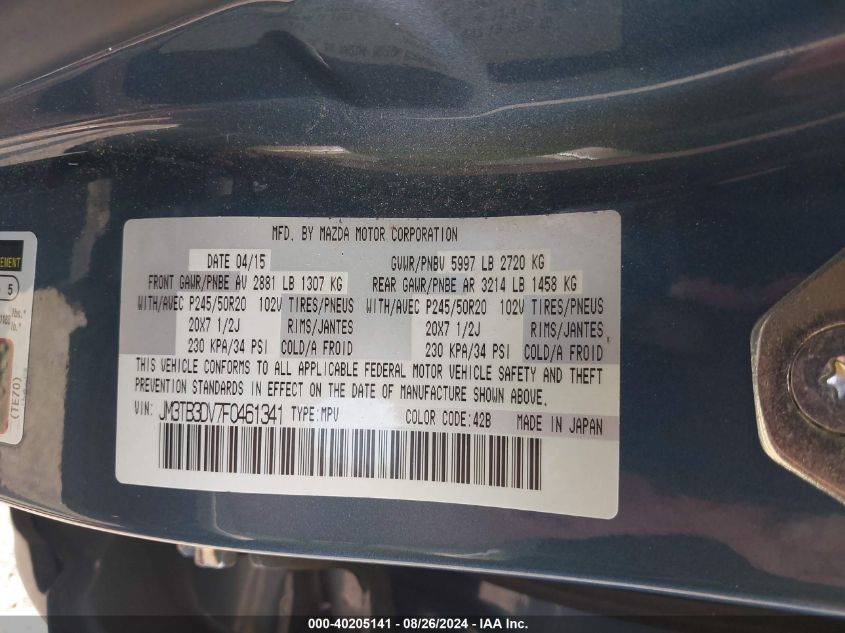 MFD. BY MAZDA MOTOR CORPORATION
DATE 04/15 GVWR/PNBV 5997 LB 2720 KG
FRONT GAWR/PNBE AV 2881 LB 1307 KG REAR GAWR/PNBE AR 3214 LB 1458 KG
WITH/AVEC P245/50R20 102V TIRES/PNEUS WITH/AVEC P245/50R20 102V TIRES/PNEUS
20X7 1/2J RIMS/JANTES 20X7 1/2J RIMS/JANTES
230 KPA/34 PSI COLD/A FROID 230 KPA/34 PSI COLD/A FROID
THIS VEHICLE CONFORMS TO ALL APPLICABLE FEDERAL MOTOR VEHICLE SAFETY AND THEFT
PREVENTION STANDARDS IN EFFECT ON THE DATE OF MANUFACTURE SHOWN ABOVE.
VIN: JM3TB3DV7F0461341 TYPE:MPV COLOR CODE:42B MADE IN JAPAN
5
lbs.
lb.
(TE70)
000-40205141 - 08/26/2024 - IAA Inc.